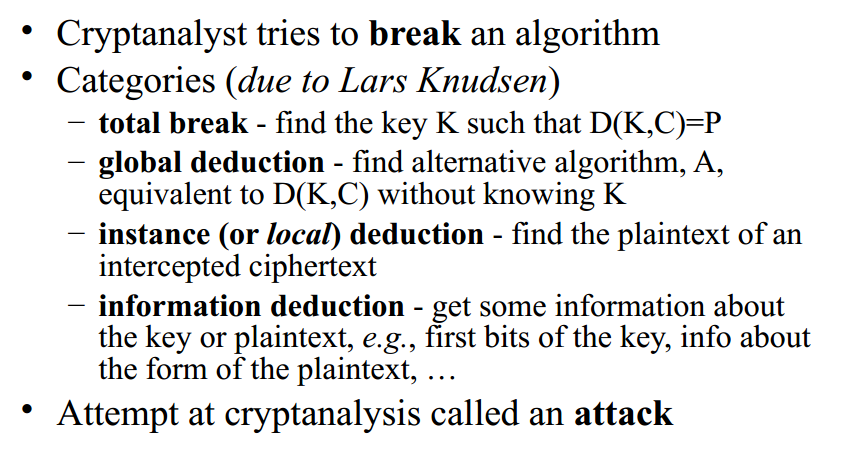 • Cryptanalyst tries to break an algorithm
• Categories (due to Lars Knudsen)
– total break - find the key K such that D(K,C)=P
– global deduction - find alternative algorithm, A,
equivalent to D(K,C) without knowing K
– instance (or local) deduction - find the plaintext of an
intercepted ciphertext
– information deduction - get some information about
the key or plaintext, e.g., first bits of the key, info about
the form of the plaintext, …
• Attempt at cryptanalysis called an attack